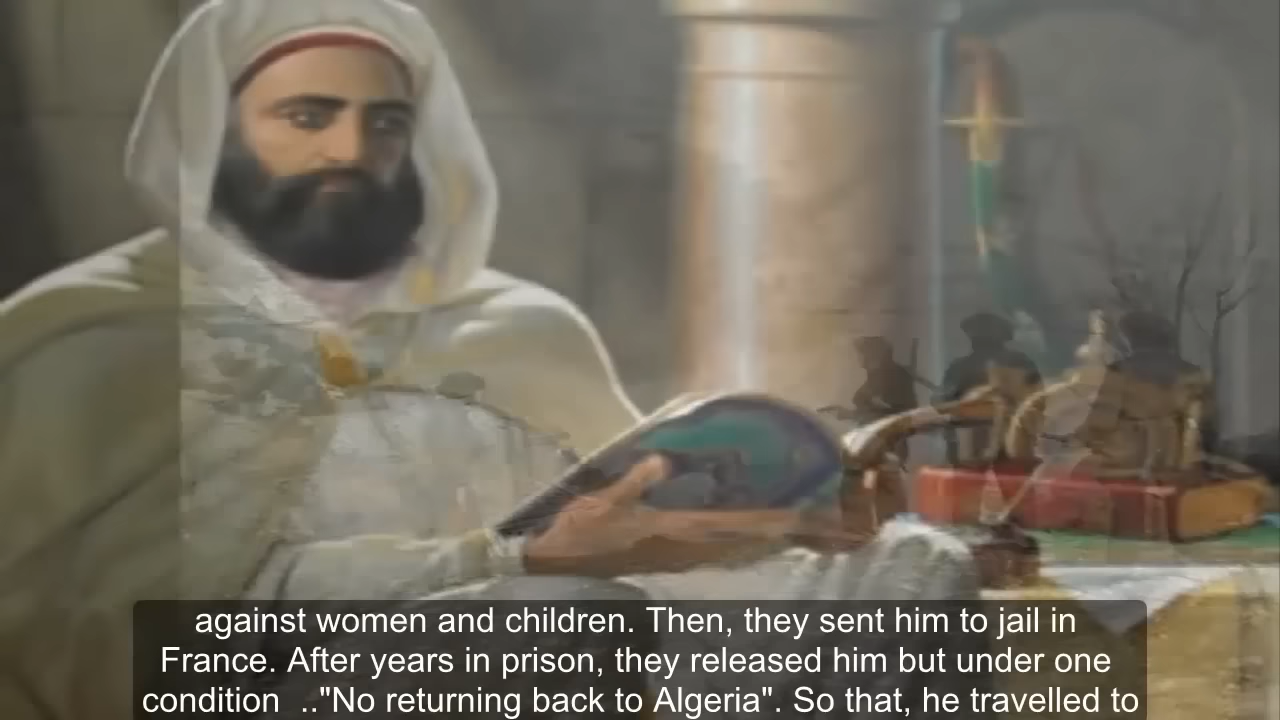 against women and children. Then, they sent him to jail in
France. After years in prison, they released him but under one
condition  .."No returning back to Algeria". So that, he travelled to